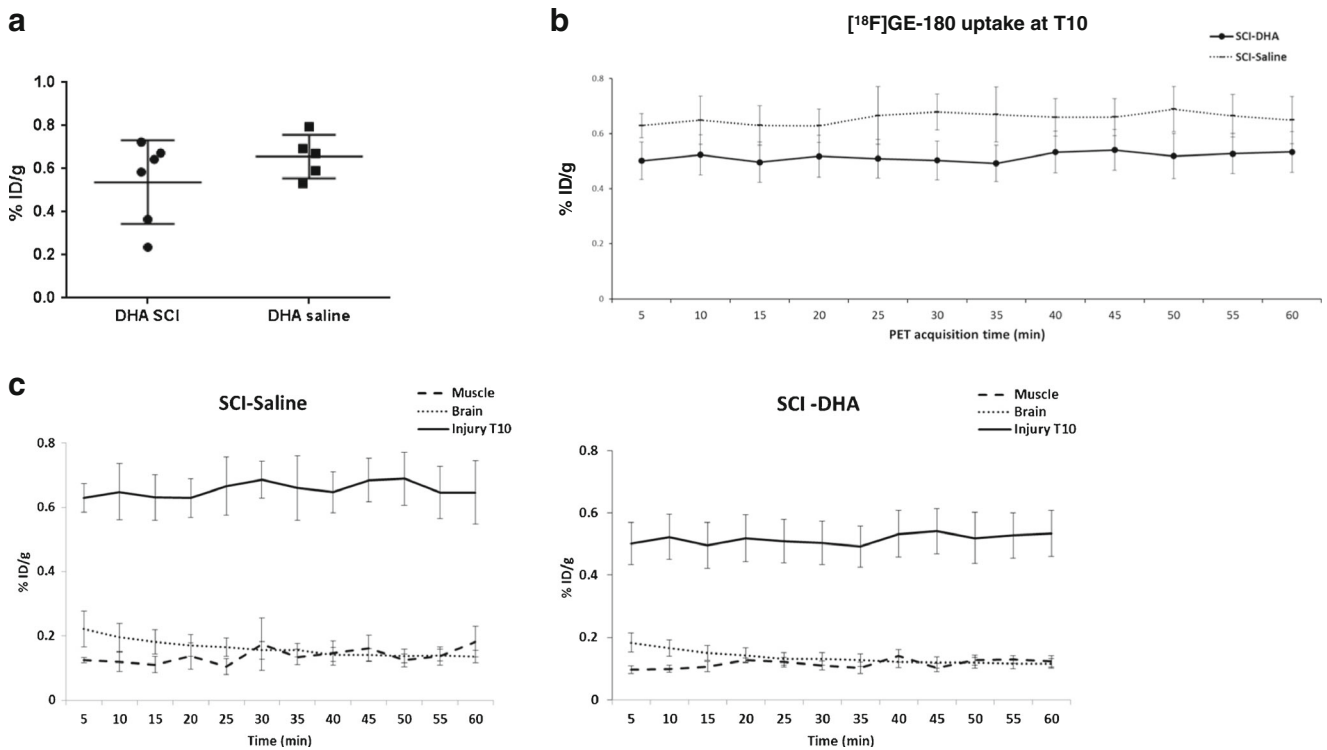 a
% ID/g
1.0
0.8
0.6
0.4
0.2
0.0
DHA SCI DHA saline
b
[¹⁸F]GE-180 uptake at T10
SCI-DHA
SCI-Saline
% ID/g
0.8
0.6
0.4
0.2
0
5 10 15 20 25 30 35 40 45 50 55 60
PET acquisition time (min)
c
SCI-Saline
Muscle
Brain
Injury T10
% ID/g
0.8
0.6
0.4
0.2
0
5 10 15 20 25 30 35 40 45 50 55 60
Time (min)
SCI -DHA
Muscle
Brain
Injury T10
% ID/g
0.8
0.6
0.4
0.2
0
5 10 15 20 25 30 35 40 45 50 55 60
Time (min)